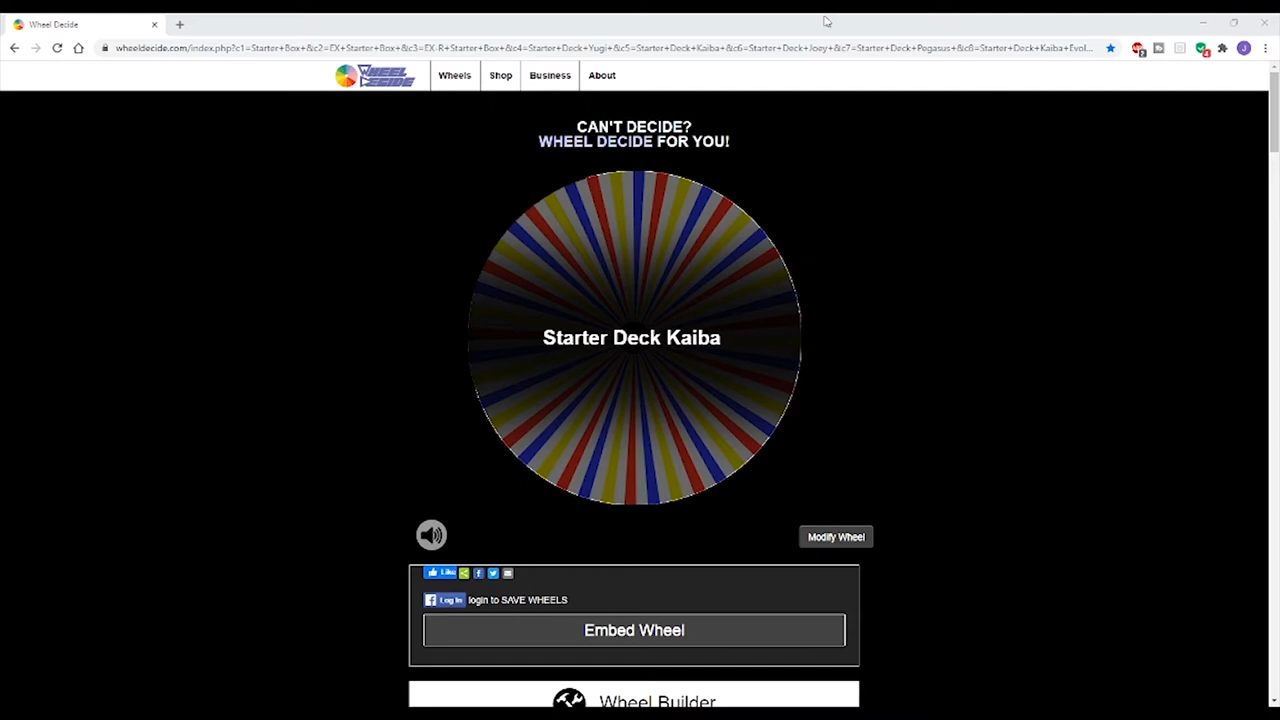 Wheel Decide
wheeldecide.com/index.php?c1=Starter+Box+&c2=EX+Starter+Box+&c3=EX-R+Starter+Box+&c4=Starter+Deck+Yugi+&c5=Starter+Deck+Kaiba+&c6=Starter+Deck+Joey+&c7=Starter+Deck+Pegasus+&c8=Starter+Deck+Kaiba+Evol...
WHEEL DECIDE Wheels Shop Business About
CAN'T DECIDE?
WHEEL DECIDE FOR YOU!
Starter Deck Kaiba
Modify Wheel
Like
Log In login to SAVE WHEELS
Embed Wheel
Wheel Builder